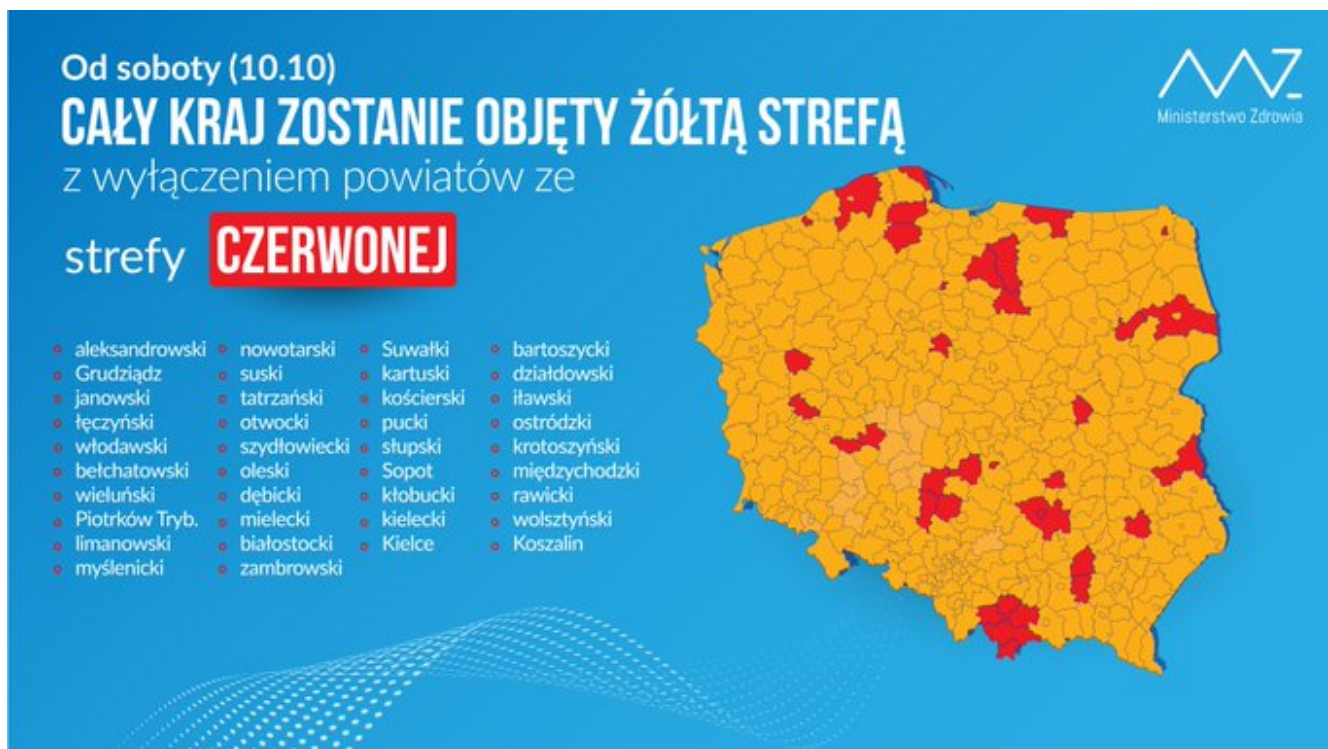 Od soboty (10.10)
CAŁY KRAJ ZOSTANIE OBJĘTY ŻÓŁTĄ STREFĄ
z wyłączeniem powiatów ze
strefy CZERWONEJ
Ministerstwo Zdrowia
aleksandrowski
Grudziądz
janowski
łęczyński
włodawski
bełchatowski
wieluński
Piotrków Tryb.
limanowski
myślenicki
nowotarski
suski
tatrzański
otwocki
szydłowiecki
oleski
dębicki
mielecki
białostocki
zambrowski
Suwałki
kartuski
kościerski
pucki
słupski
Sopot
kłobucki
kielecki
Kielce
bartoszycki
działdowski
iławski
ostródzki
krotoszyński
międzychodzki
rawicki
wolsztyński
Koszalin